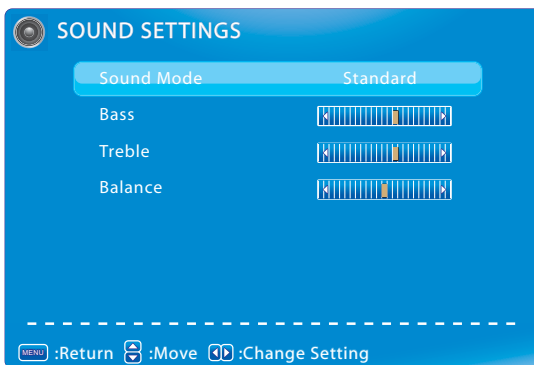 SOUND SETTINGS
Sound Mode Standard
Bass
Treble
Balance
MENU :Return :Move :Change Setting